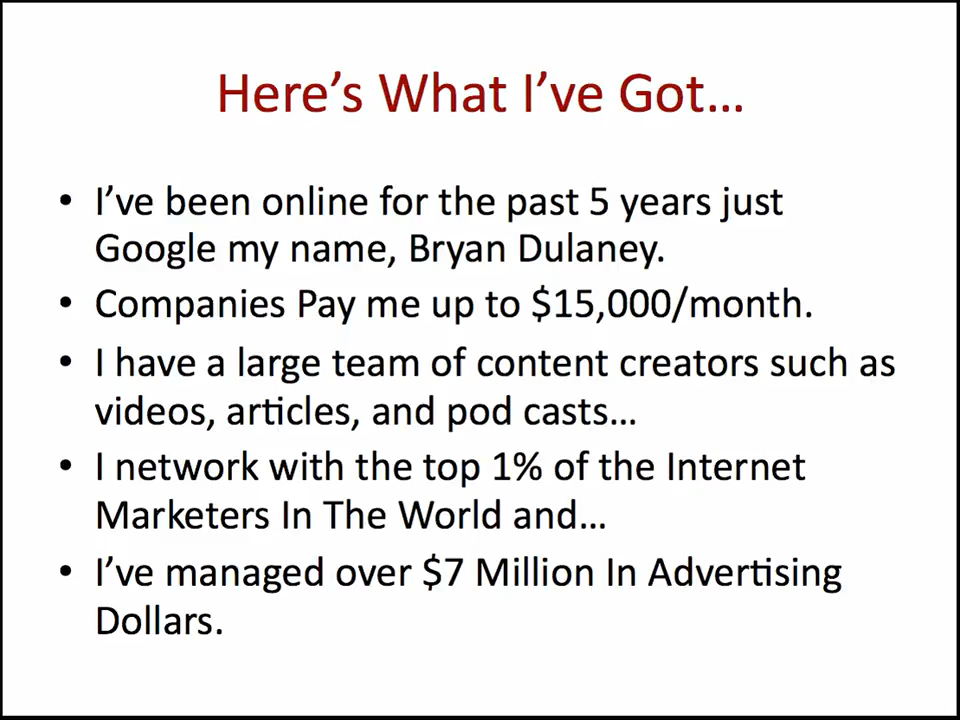 Here’s What I’ve Got…
• I’ve been online for the past 5 years just
Google my name, Bryan Dulaney.
• Companies Pay me up to $15,000/month.
• I have a large team of content creators such as
videos, articles, and pod casts…
• I network with the top 1% of the Internet
Marketers In The World and…
• I’ve managed over $7 Million In Advertising
Dollars.